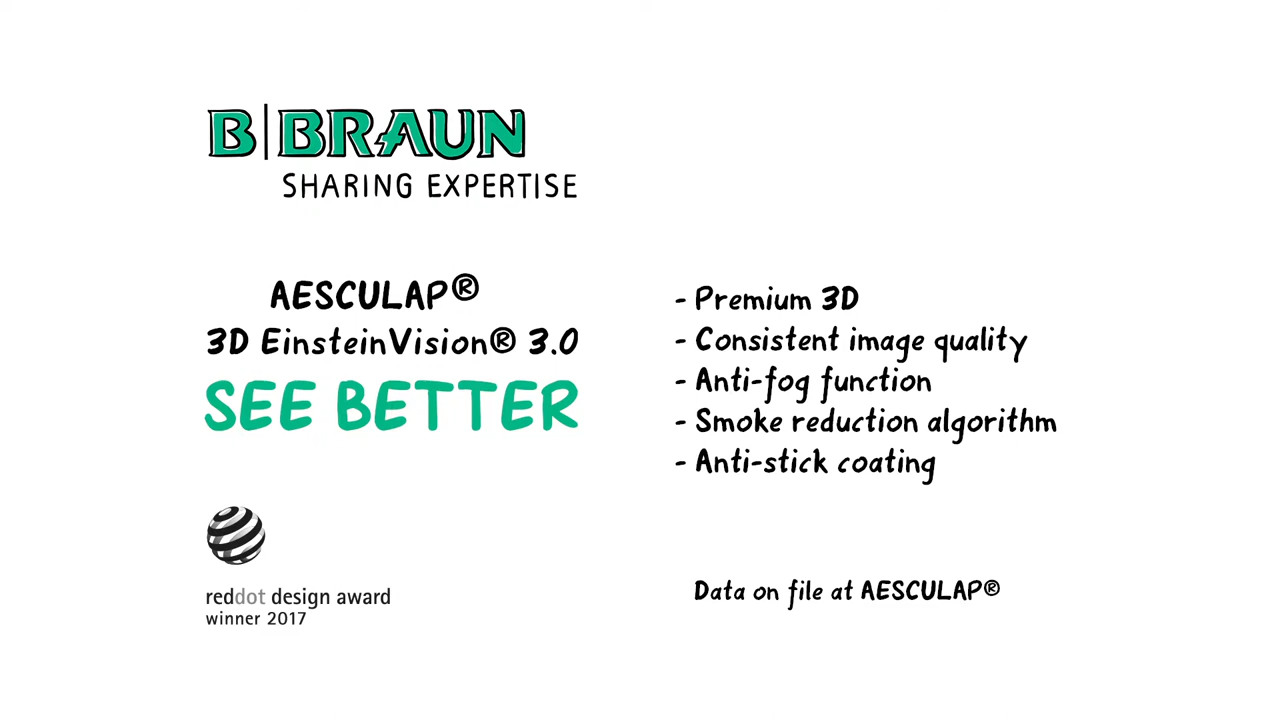 B|BRAUN
SHARING EXPERTISE
AESCULAP®
3D EinsteinVision® 3.0
SEE BETTER
reddot design award
winner 2017
- Premium 3D
- Consistent image quality
- Anti-fog function
- Smoke reduction algorithm
- Anti-stick coating
Data on file at AESCULAP®